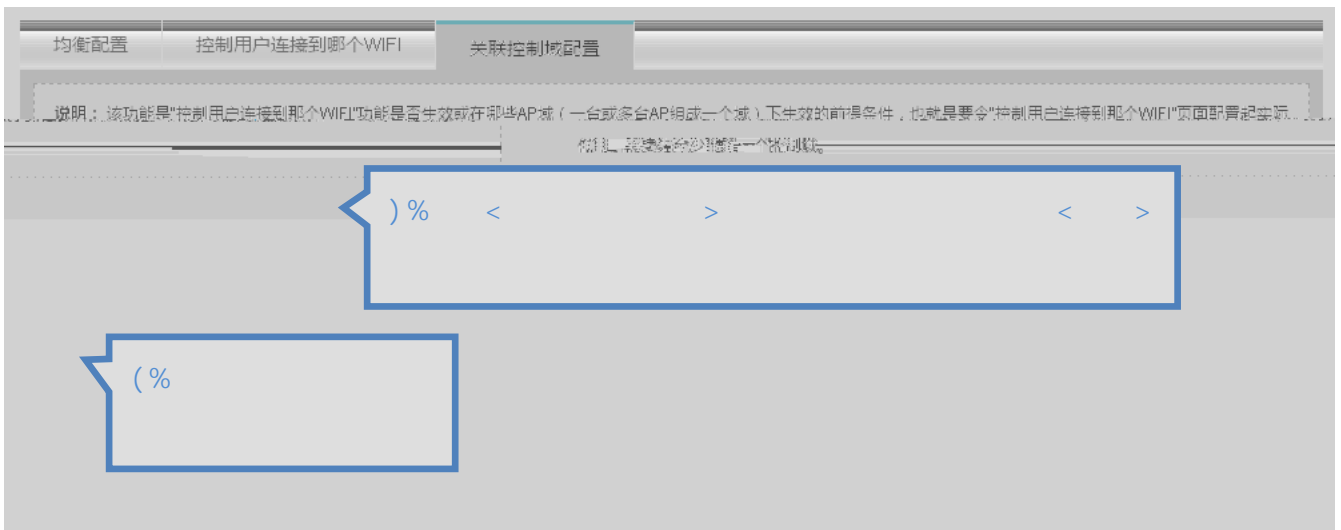 均衡配置
控制用户连接到哪个WIFI
关联控制域配置
说明：该功能是"控制用户连接到那个WIFI"功能是否生效或在哪些AP域（一台或多台AP组成一个域）下生效的前提条件，也就是要令"控制用户连接到那个WIFI"页面配置起实际
一个控制域。
)% < > < >
(%